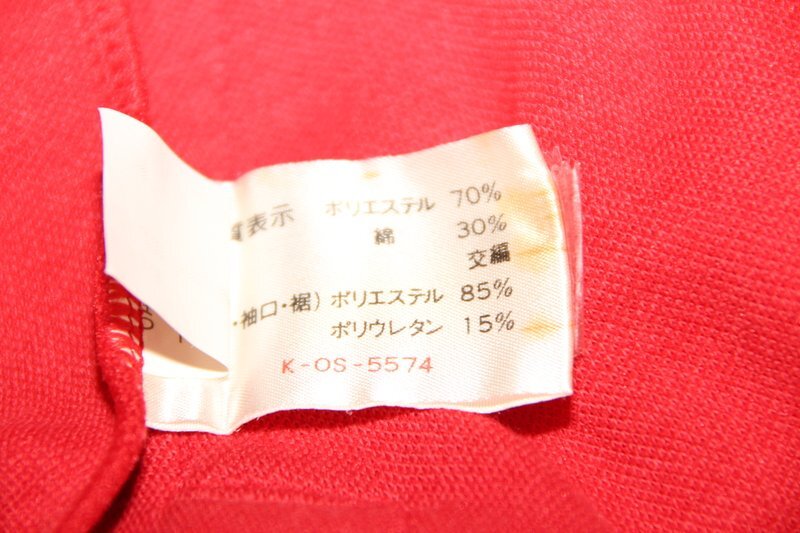 質表示 ポリエステル 70%
綿 30%
交編
・袖口・裾) ポリエステル 85%
ポリウレタン 15%
K-OS-5574